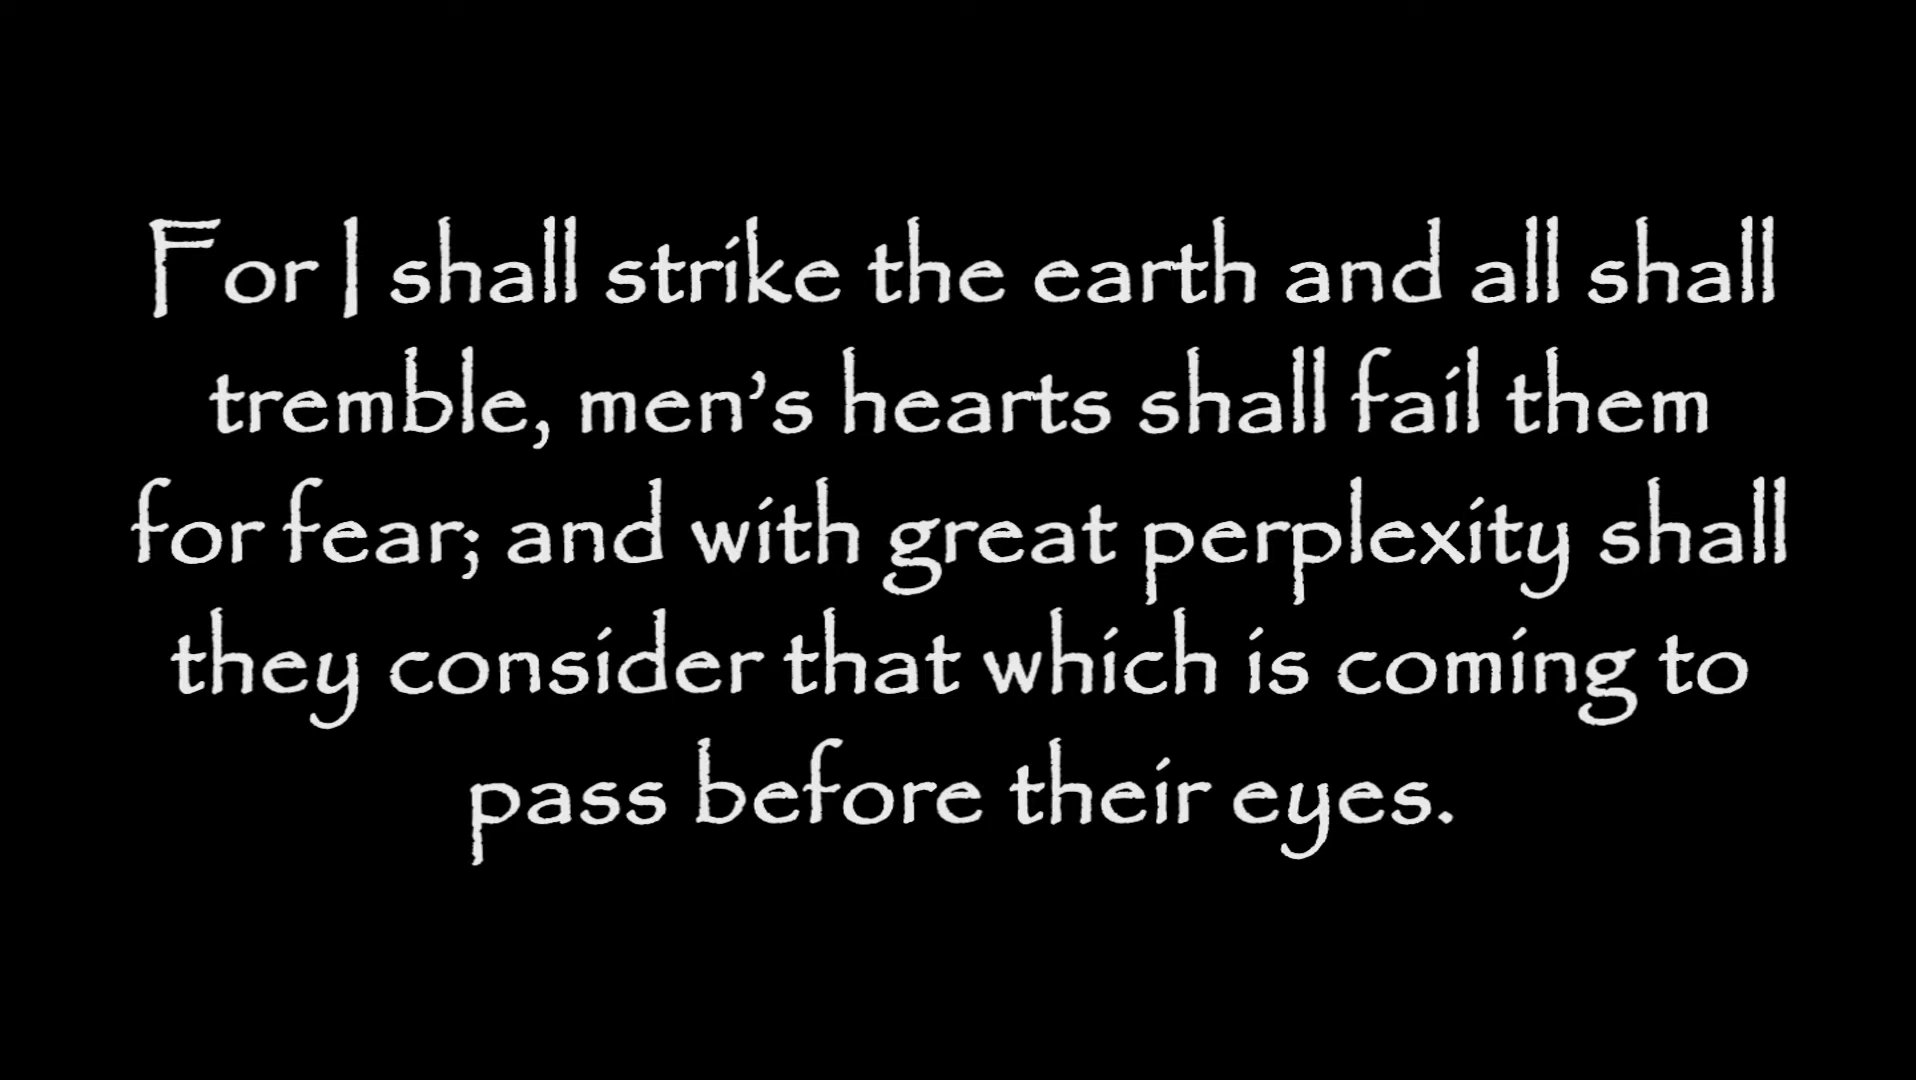 For I shall strike the earth and all shall
tremble, men’s hearts shall fail them
for fear; and with great perplexity shall
they consider that which is coming to
pass before their eyes.